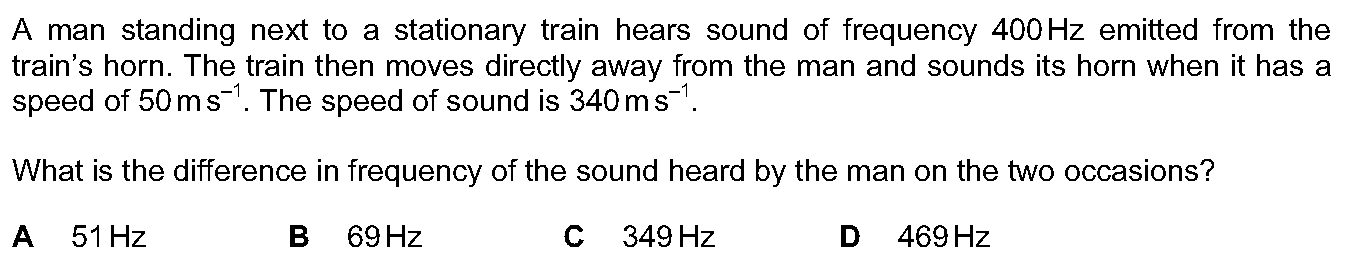 A man standing next to a stationary train hears sound of frequency 400 Hz emitted from the
train's horn. The train then moves directly away from the man and sounds its horn when it has a
speed of 50 m s⁻¹. The speed of sound is 340 m s⁻¹.
What is the difference in frequency of the sound heard by the man on the two occasions?
A 51 Hz B 69 Hz C 349 Hz D 469 Hz